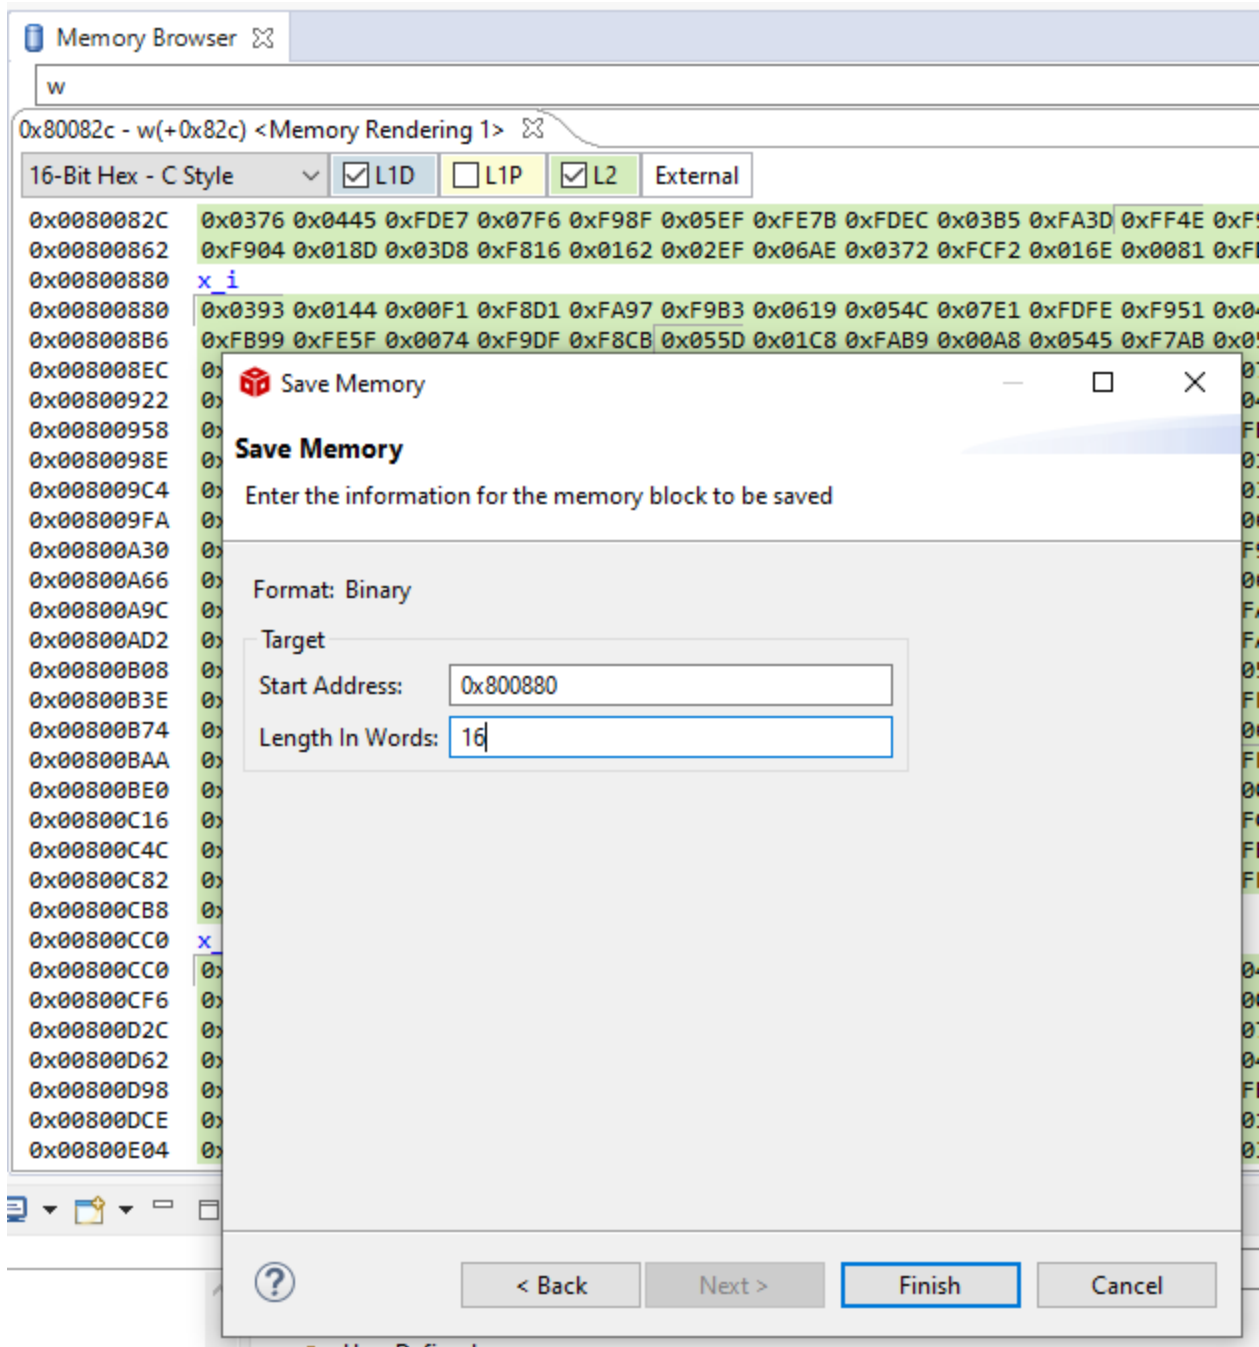 Memory Browser
w
0x80082c - w(+0x82c) <Memory Rendering 1>
16-Bit Hex - C Style L1D L1P L2 External
0x0080082C 0x0376 0x0445 0xFDE7 0x07F6 0xF98F 0x05EF 0xFE7B 0xFDEC 0x03B5 0xFA3D 0xFF4E
0x00800862 0xF904 0x018D 0x03D8 0xF816 0x0162 0x02EF 0x06AE 0x0372 0xFCF2 0x016E 0x0081
0x00800880 x_i
0x00800880 0x0393 0x0144 0x00F1 0xF8D1 0xFA97 0xF9B3 0x0619 0x054C 0x07E1 0xFDFE 0xF951
0x008008B6 0xFB99 0xFE5F 0x0074 0xF9DF 0xF8CB 0x055D 0x01C8 0xFAB9 0x00A8 0x0545 0xF7AB
0x008008EC
0x00800922
0x00800958
0x0080098E
0x008009C4
0x008009FA
0x00800A30
0x00800A66
0x00800A9C
0x00800AD2
0x00800B08
0x00800B3E
0x00800B74
0x00800BAA
0x00800BE0
0x00800C16
0x00800C4C
0x00800C82
0x00800CB8
0x00800CC0
0x00800CC0
0x00800CF6
0x00800D2C
0x00800D62
0x00800D98
0x00800DCE
0x00800E04
Save Memory
Save Memory
Enter the information for the memory block to be saved
Format: Binary
Target
Start Address: 0x800880
Length In Words: 16
< Back Next > Finish Cancel